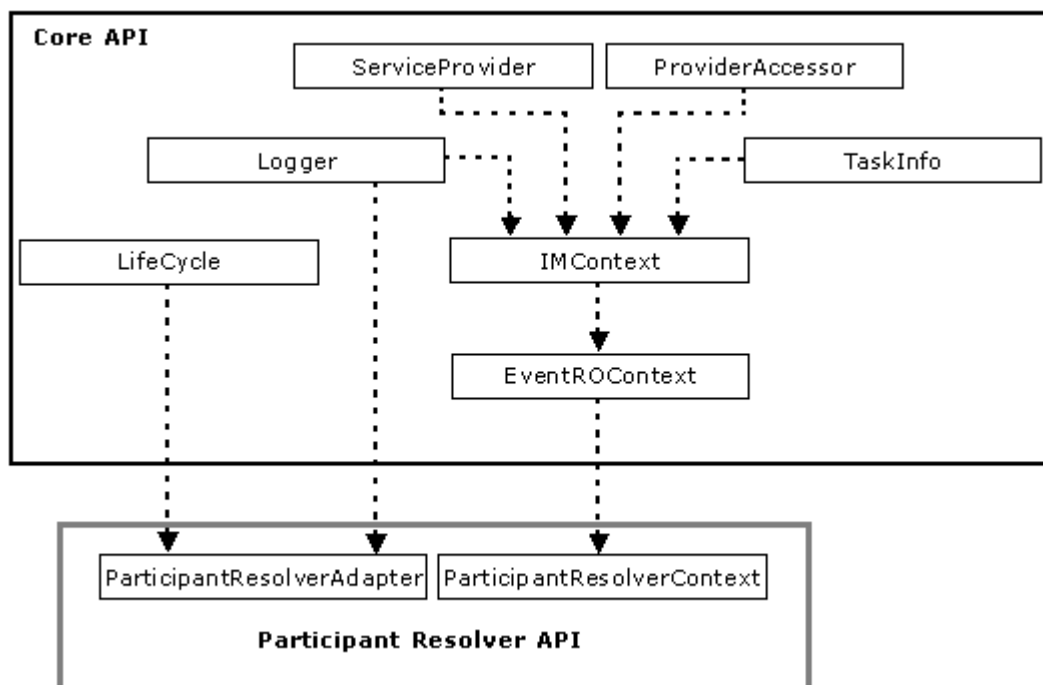 Core API
ServiceProvider
ProviderAccessor
Logger
TaskInfo
LifeCycle
IMContext
EventROContext
ParticipantResolverAdapter
ParticipantResolverContext
Participant Resolver API